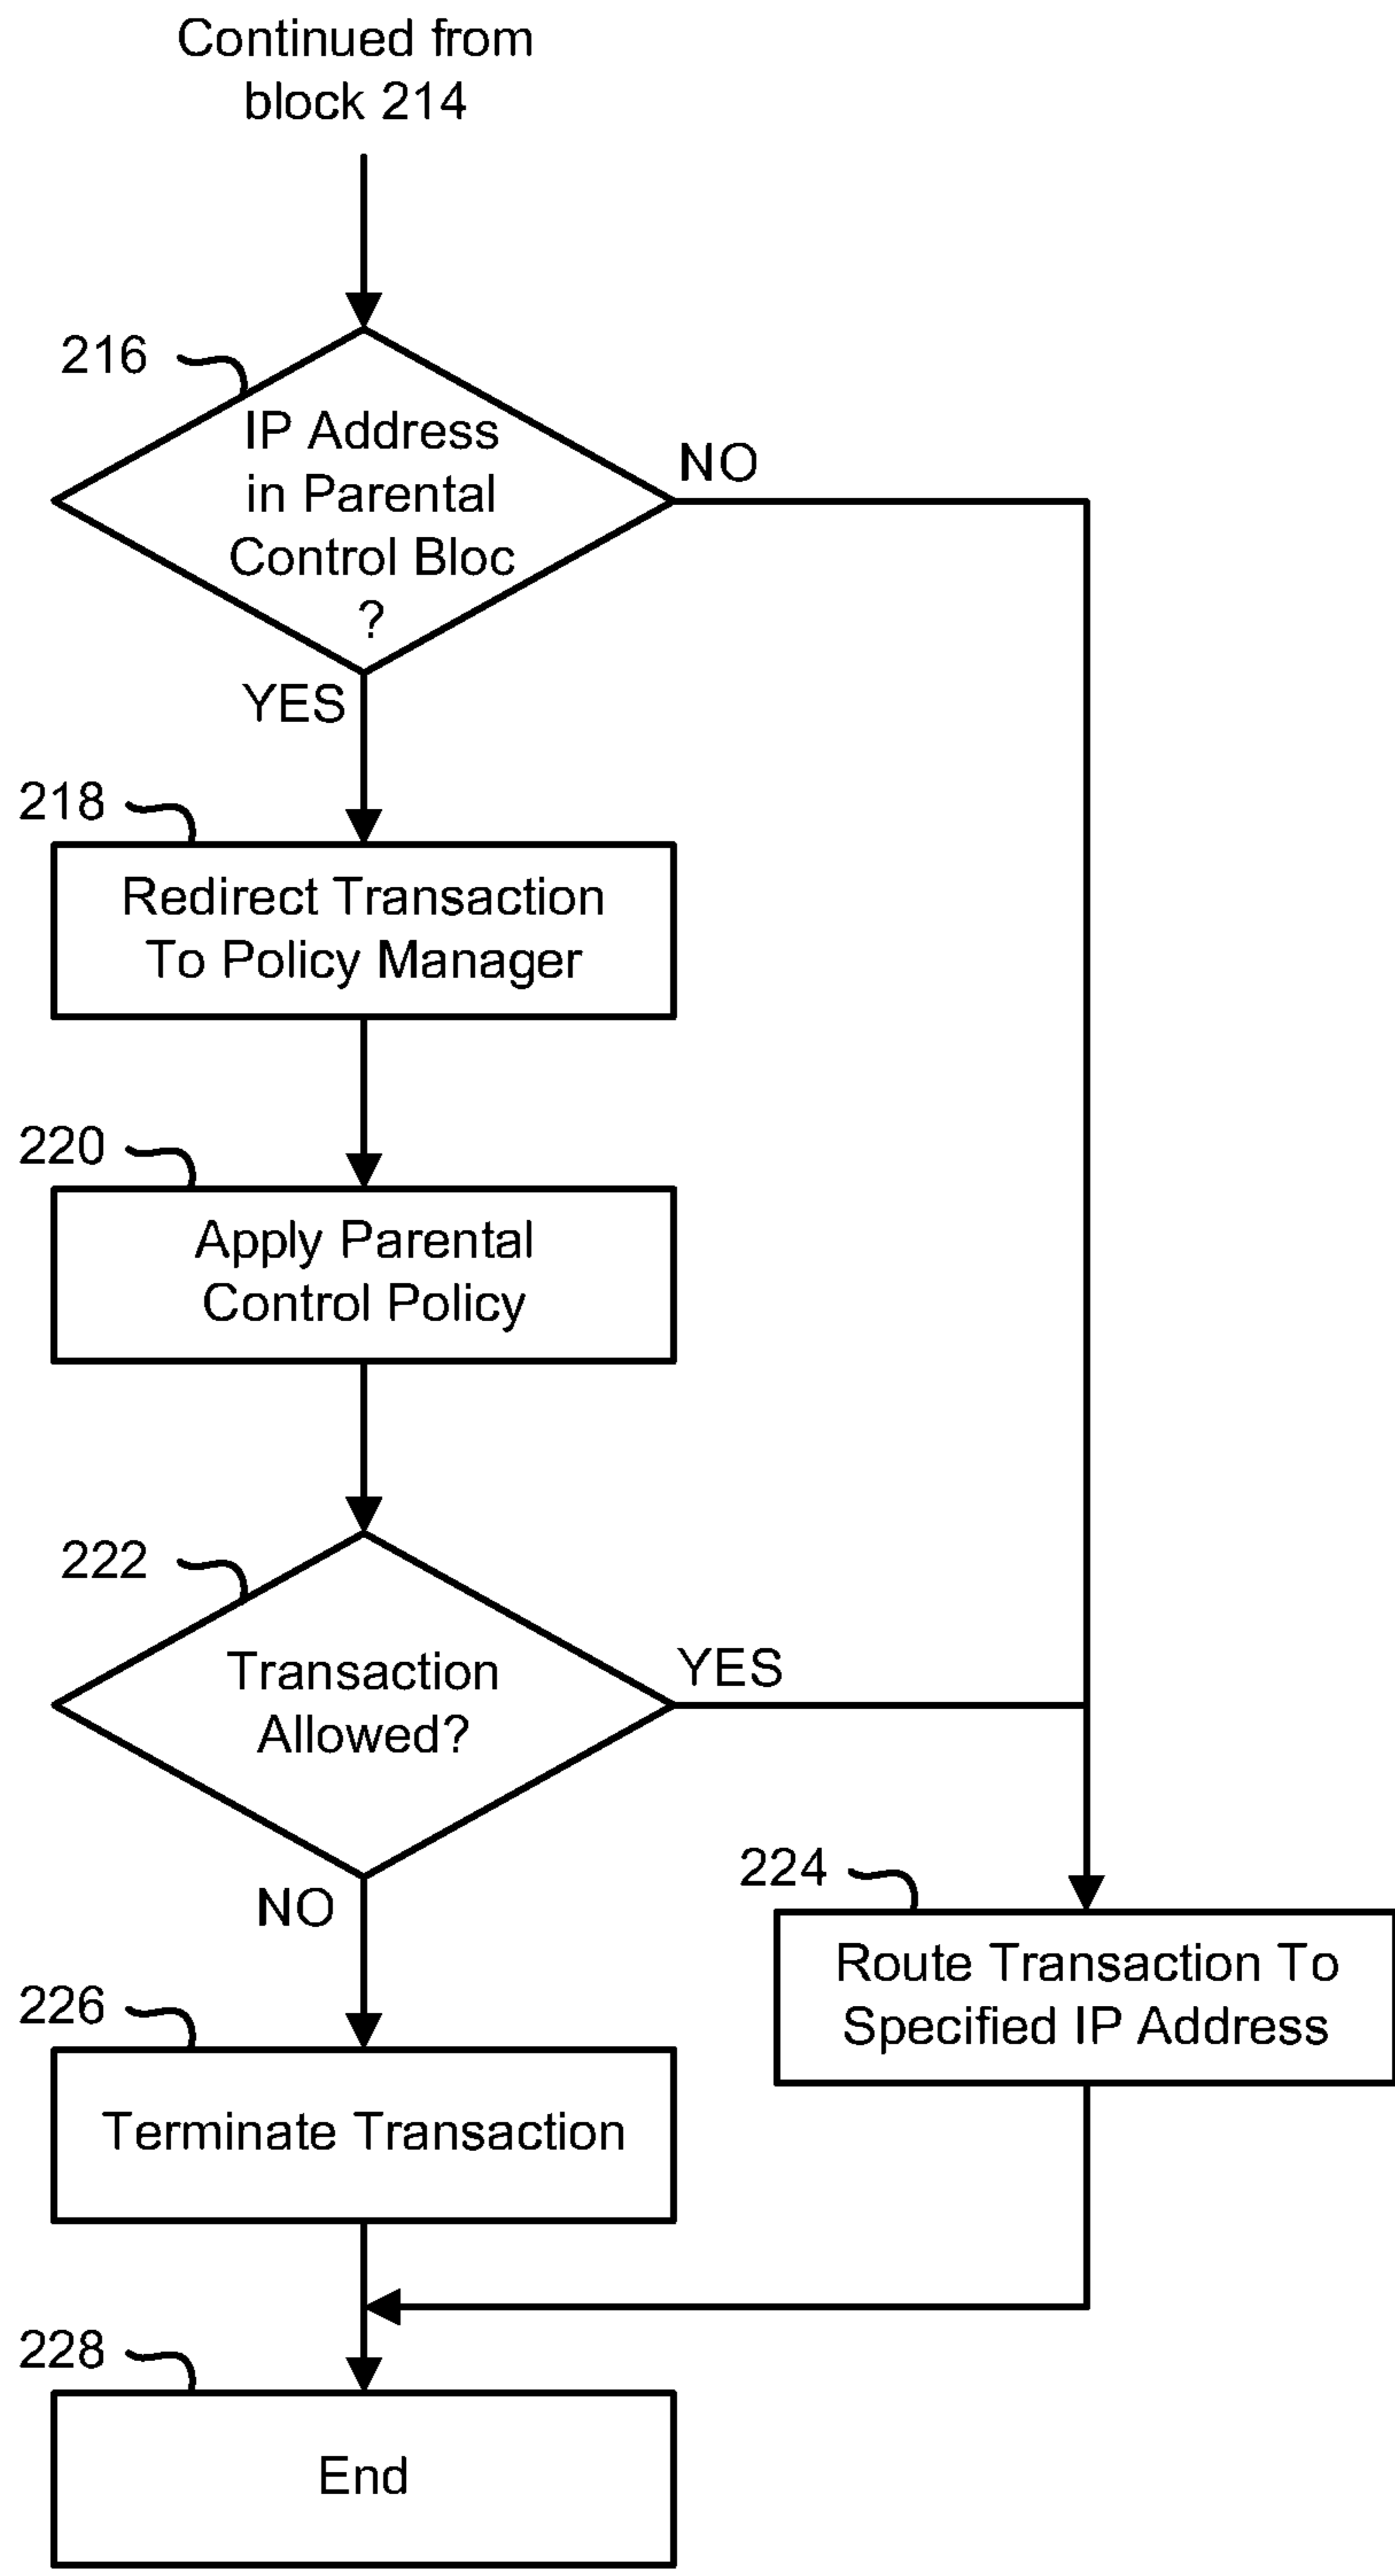 Continued from
block 214
216
IP Address
in Parental
Control Bloc
?
NO
YES
218
Redirect Transaction
To Policy Manager
220
Apply Parental
Control Policy
222
Transaction
Allowed?
YES
NO
224
Route Transaction To
Specified IP Address
226
Terminate Transaction
228
End